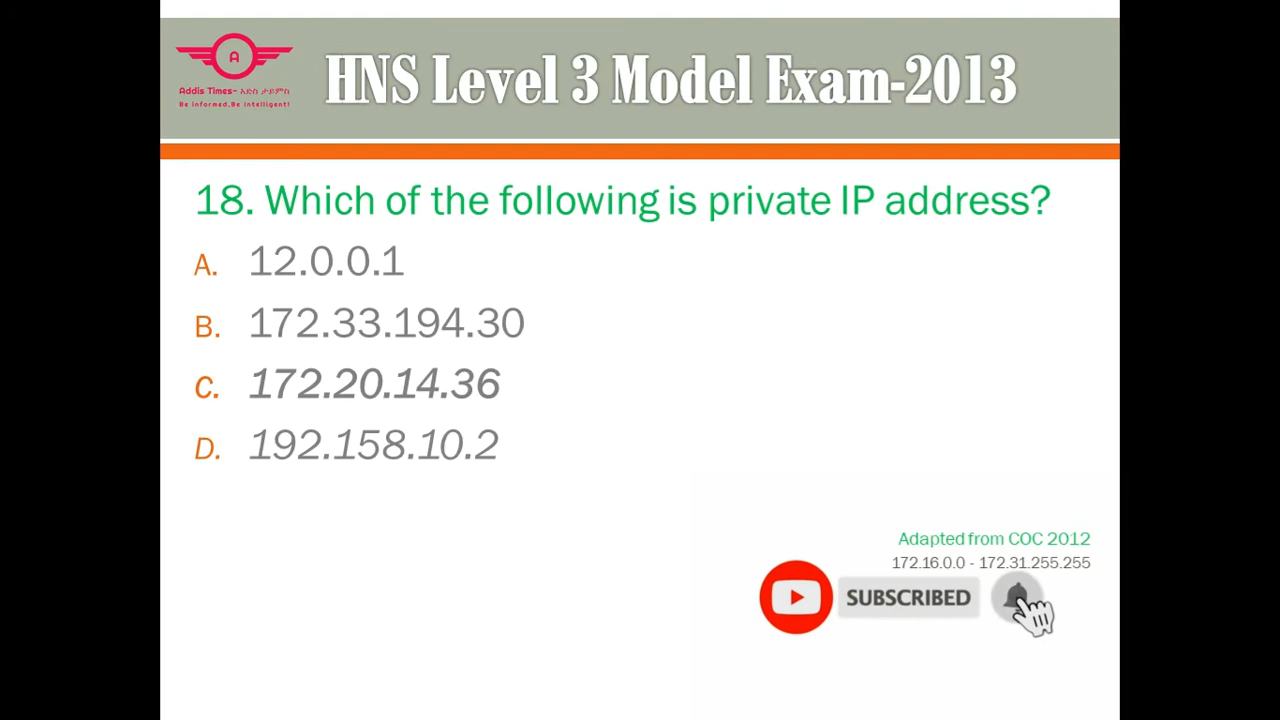 A
Addis Times- አድስ ታይምስ
Be informed,Be intelligent!
HNS Level 3 Model Exam-2013
18. Which of the following is private IP address?
A. 12.0.0.1
B. 172.33.194.30
C. 172.20.14.36
D. 192.158.10.2
Adapted from COC 2012
172.16.0.0 - 172.31.255.255
SUBSCRIBED